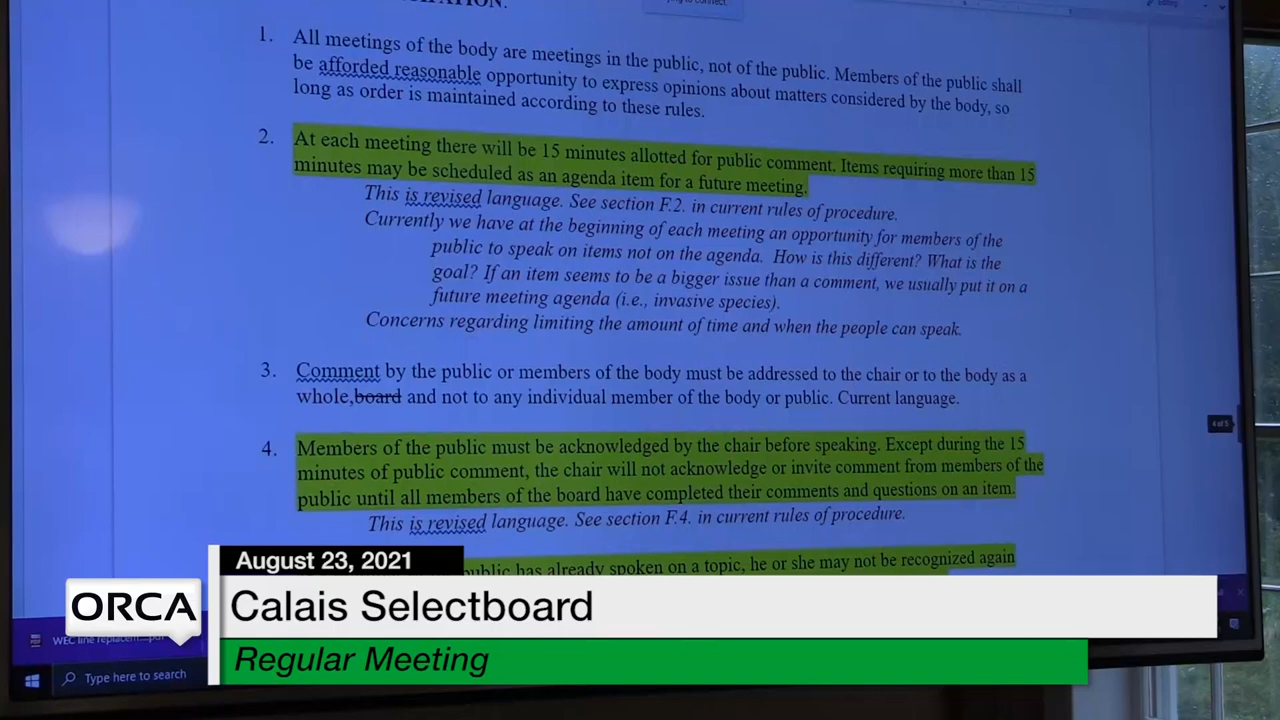 1. All meetings of the body are meetings in the public, not of the public. Members of the public shall
be afforded reasonable opportunity to express opinions about matters considered by the body, so
long as order is maintained according to these rules.
2. At each meeting there will be 15 minutes allotted for public comment. Items requiring more than 15
minutes may be scheduled as an agenda item for a future meeting.
This is revised language. See section F.2. in current rules of procedure.
Currently we have at the beginning of each meeting an opportunity for members of the
public to speak on items not on the agenda. How is this different? What is the
goal? If an item seems to be a bigger issue than a comment, we usually put it on a
future meeting agenda (i.e., invasive species).
Concerns regarding limiting the amount of time and when the people can speak.
3. Comment by the public or members of the body must be addressed to the chair or to the body as a
whole,board and not to any individual member of the body or public. Current language.
4 of 5
4. Members of the public must be acknowledged by the chair before speaking. Except during the 15
minutes of public comment, the chair will not acknowledge or invite comment from members of the
public until all members of the board have completed their comments and questions on an item.
This is revised language. See section F.4. in current rules of procedure.
public has already spoken on a topic, he or she may not be recognized again
August 23, 2021
ORCA
Calais Selectboard
Regular Meeting
WEC line replacem...pdf
Type here to search